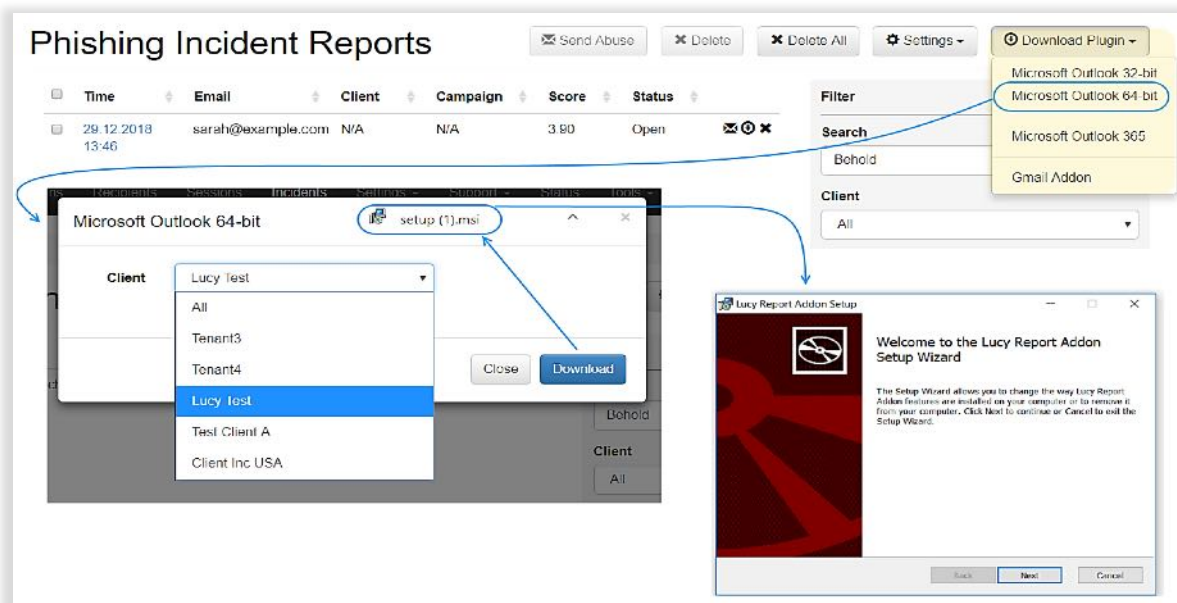 Phishing Incident Reports
Send Abuse
Delete
Delete All
Settings
Download Plugin
Microsoft Outlook 32-bit
Microsoft Outlook 64-bit
Microsoft Outlook 365
Gmail Addon
Time Email Client Campaign Score Status
29.12.2018 sarah@example.com N/A N/A 3.90 Open
13:46
Filter
Search
Behold
Client
All
Recipients Sessions Incidents Settings Support Status Tools
Microsoft Outlook 64-bit
setup (1).msi
Client
Lucy Test
All
Tenant3
Tenant4
Lucy Test
Test Client A
Client Inc USA
Close
Download
Behold
Client
All
Lucy Report Addon Setup
Welcome to the Lucy Report Addon
Setup Wizard
The Setup Wizard allows you to change the way Lucy Report
Addon features are installed on your computer or to remove it
from your computer. Click Next to continue or Cancel to exit the
Setup Wizard.
Back
Next
Cancel